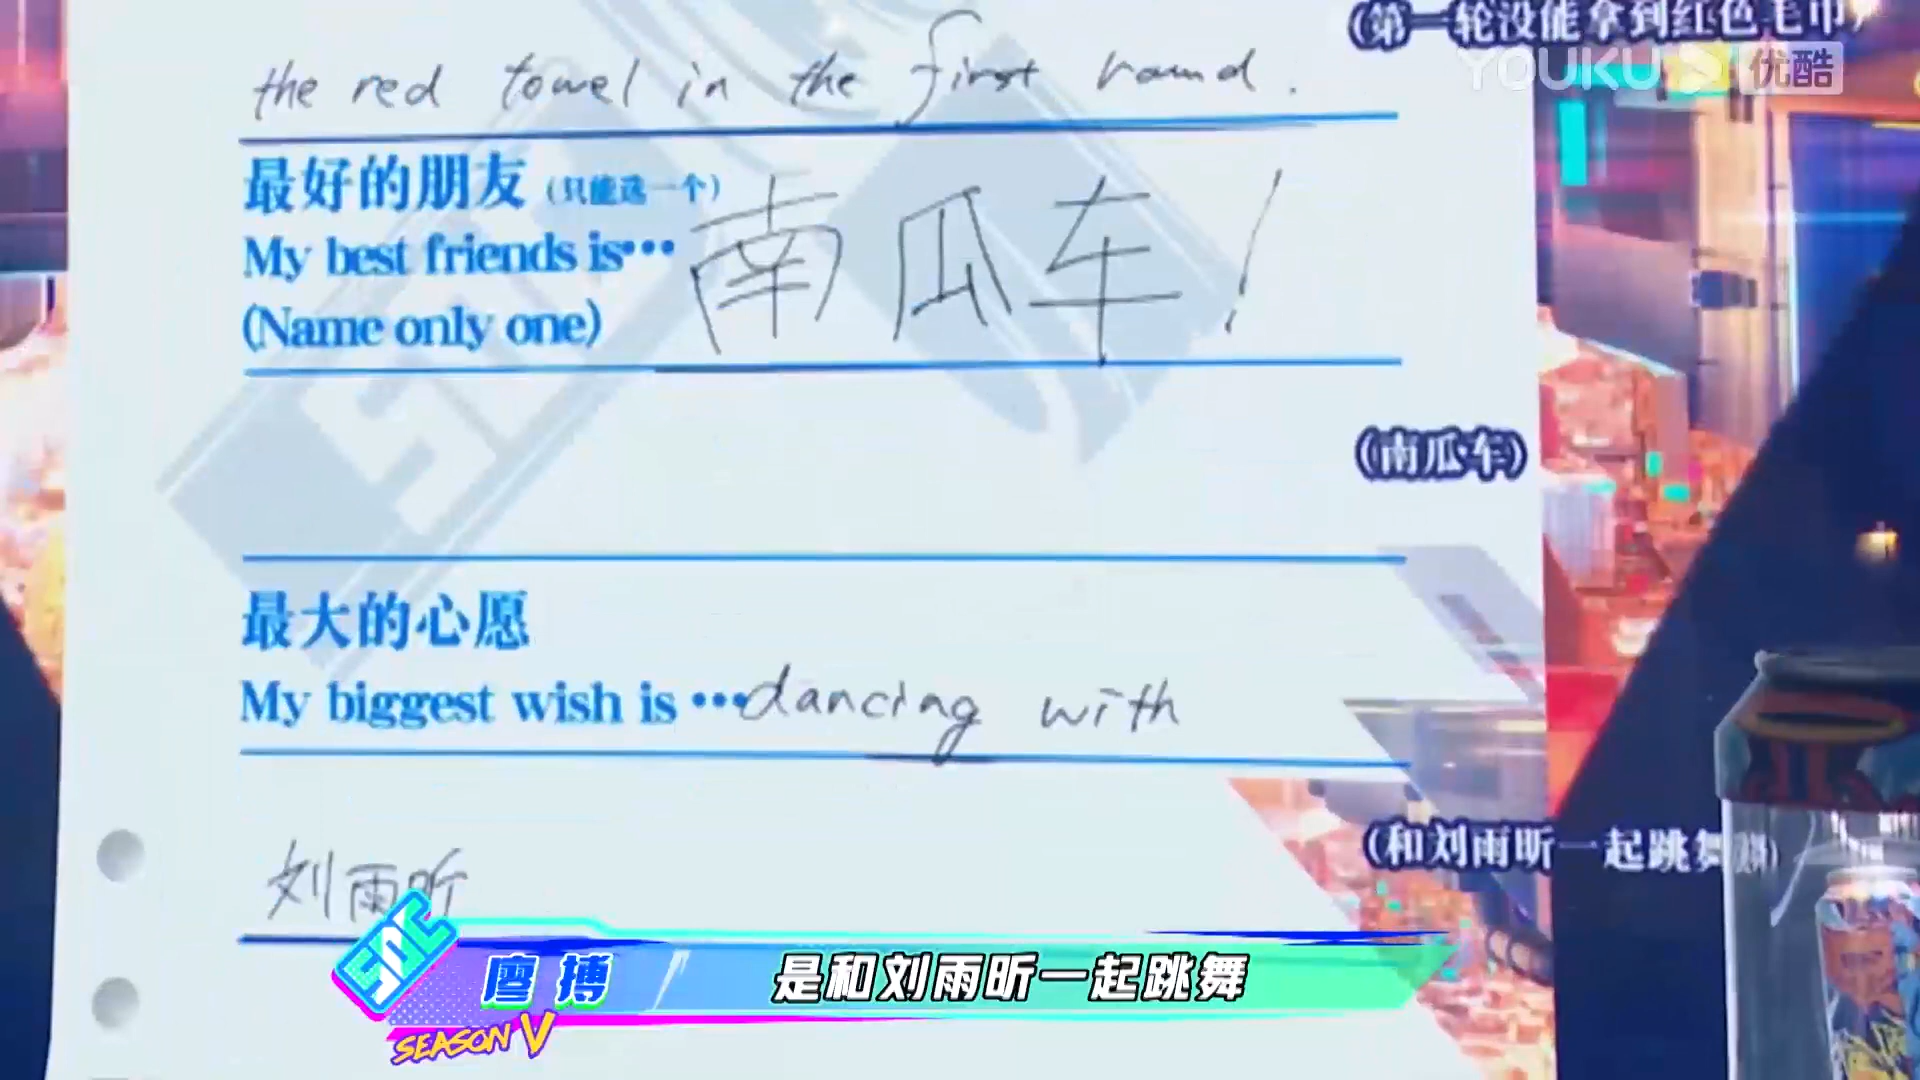 (第一轮没能拿到红色毛巾)
YOUKU 优酷
the red towel in the first round.
最好的朋友 (只能选一个)
My best friends is…
(Name only one)
南瓜车!
(南瓜车)
最大的心愿
My biggest wish is … dancing with
刘雨昕
(和刘雨昕一起跳舞
SDC
SEASON V
廖搏
是和刘雨昕一起跳舞